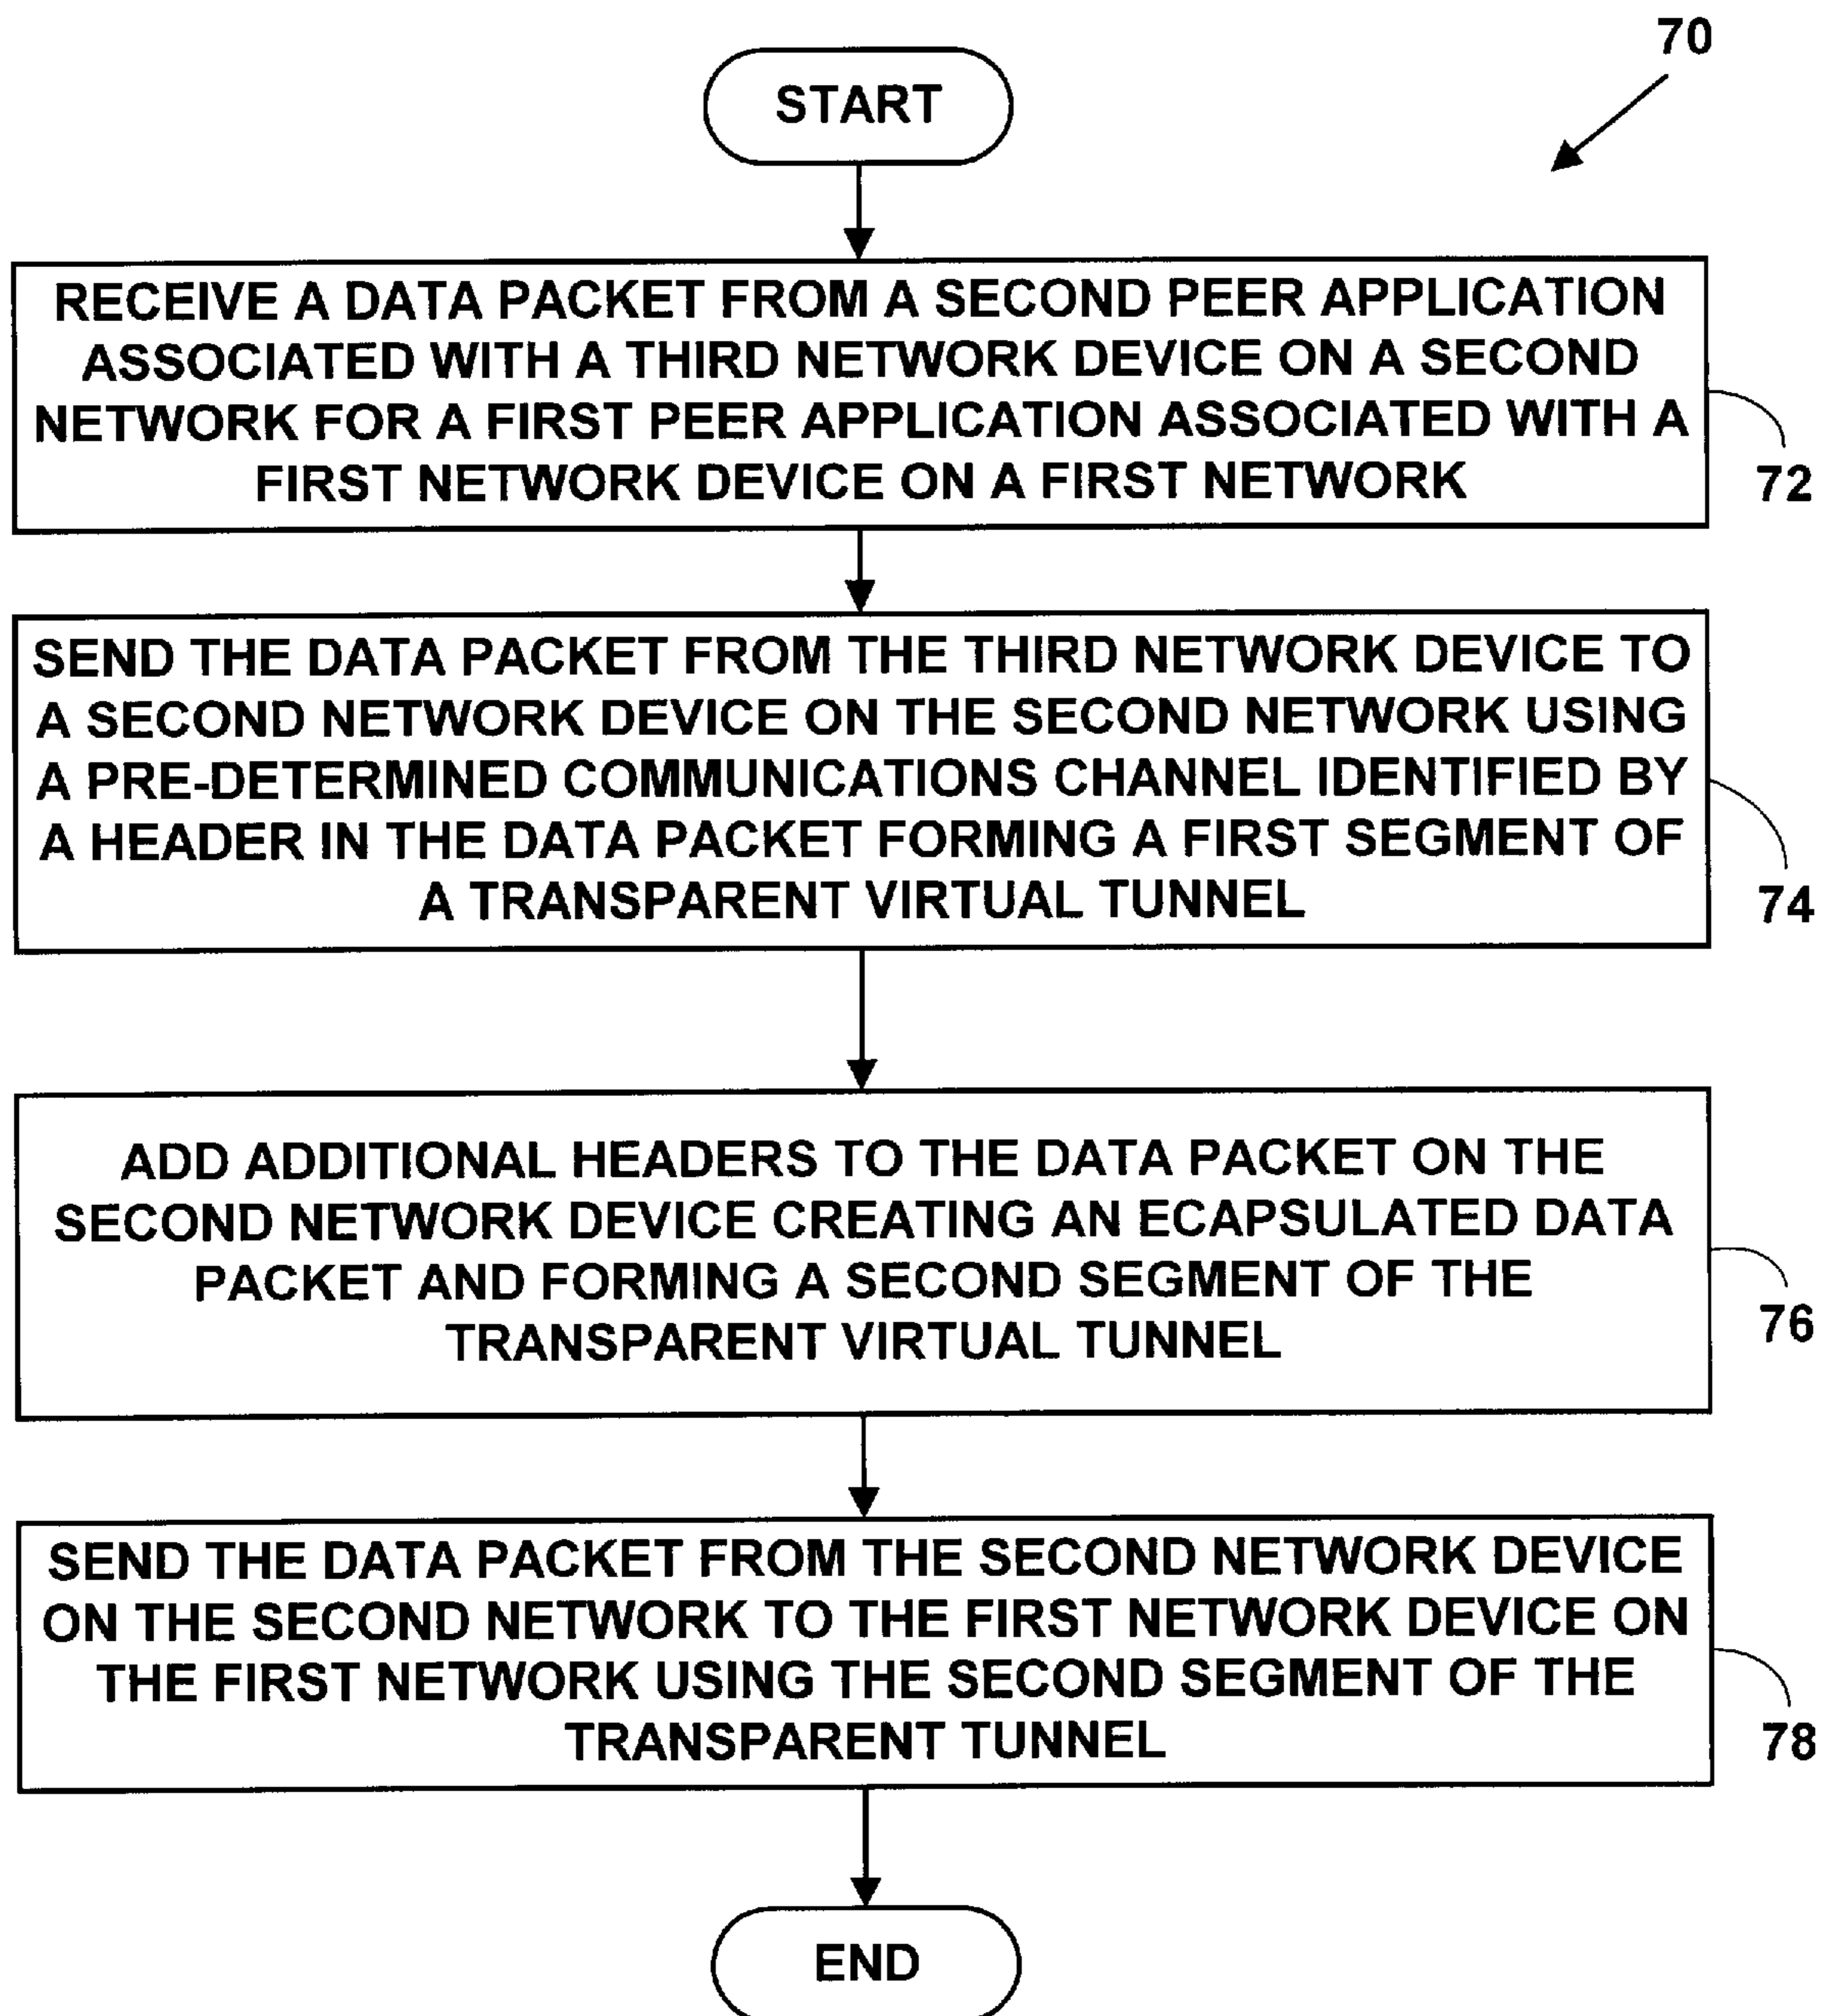 70
START
RECEIVE A DATA PACKET FROM A SECOND PEER APPLICATION
ASSOCIATED WITH A THIRD NETWORK DEVICE ON A SECOND
NETWORK FOR A FIRST PEER APPLICATION ASSOCIATED WITH A
FIRST NETWORK DEVICE ON A FIRST NETWORK
72
SEND THE DATA PACKET FROM THE THIRD NETWORK DEVICE TO
A SECOND NETWORK DEVICE ON THE SECOND NETWORK USING
A PRE-DETERMINED COMMUNICATIONS CHANNEL IDENTIFIED BY
A HEADER IN THE DATA PACKET FORMING A FIRST SEGMENT OF
A TRANSPARENT VIRTUAL TUNNEL
74
ADD ADDITIONAL HEADERS TO THE DATA PACKET ON THE
SECOND NETWORK DEVICE CREATING AN ECAPSULATED DATA
PACKET AND FORMING A SECOND SEGMENT OF THE
TRANSPARENT VIRTUAL TUNNEL
76
SEND THE DATA PACKET FROM THE SECOND NETWORK DEVICE
ON THE SECOND NETWORK TO THE FIRST NETWORK DEVICE ON
THE FIRST NETWORK USING THE SECOND SEGMENT OF THE
TRANSPARENT TUNNEL
78
END